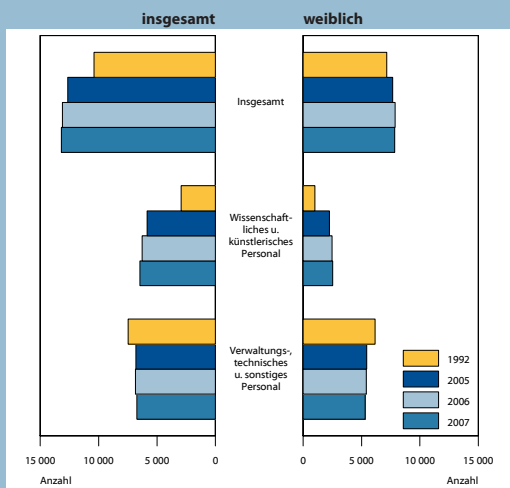 insgesamt
weiblich
Insgesamt
Wissenschaft-
liches u.
künstlerisches
Personal
Verwaltungs-,
technisches
u. sonstiges
Personal
1992
2005
2006
2007
15 000 10 000 5 000 0
0 5 000 10 000 15 000
Anzahl
Anzahl